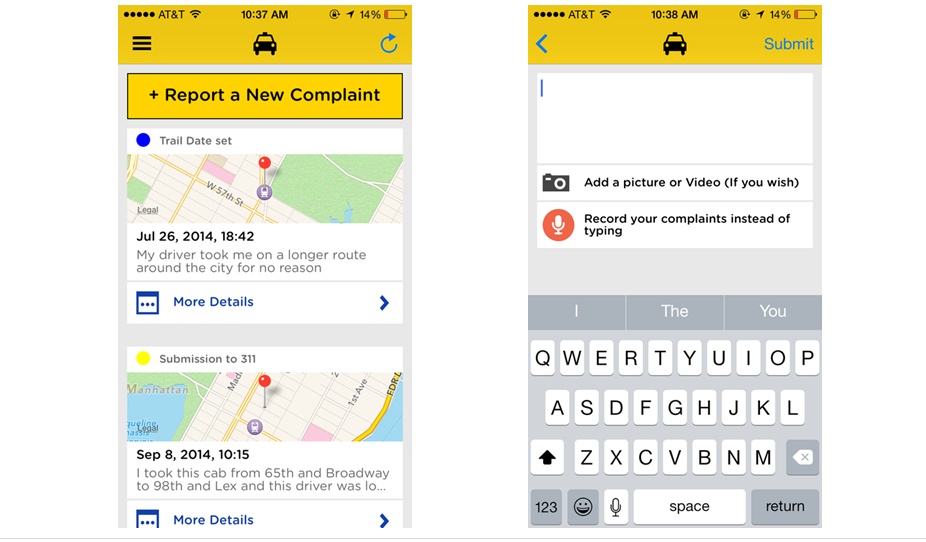 AT&T 10:37 AM 14%
+ Report a New Complaint
Trail Date set
W 57th St
Legal
Jul 26, 2014, 18:42
My driver took me on a longer route
around the city for no reason
More Details
Submission to 311
Manhattan
Mad
1st Ave
FDR L
queline
nassis
Legal
Sep 8, 2014, 10:15
I took this cab from 65th and Broadway
to 98th and Lex and this driver was lo...
More Details
AT&T 10:38 AM 14%
Submit
Add a picture or Video (If you wish)
Record your complaints instead of
typing
I The You
Q W E R T Y U I O P
A S D F G H J K L
Z X C V B N M
123 space return